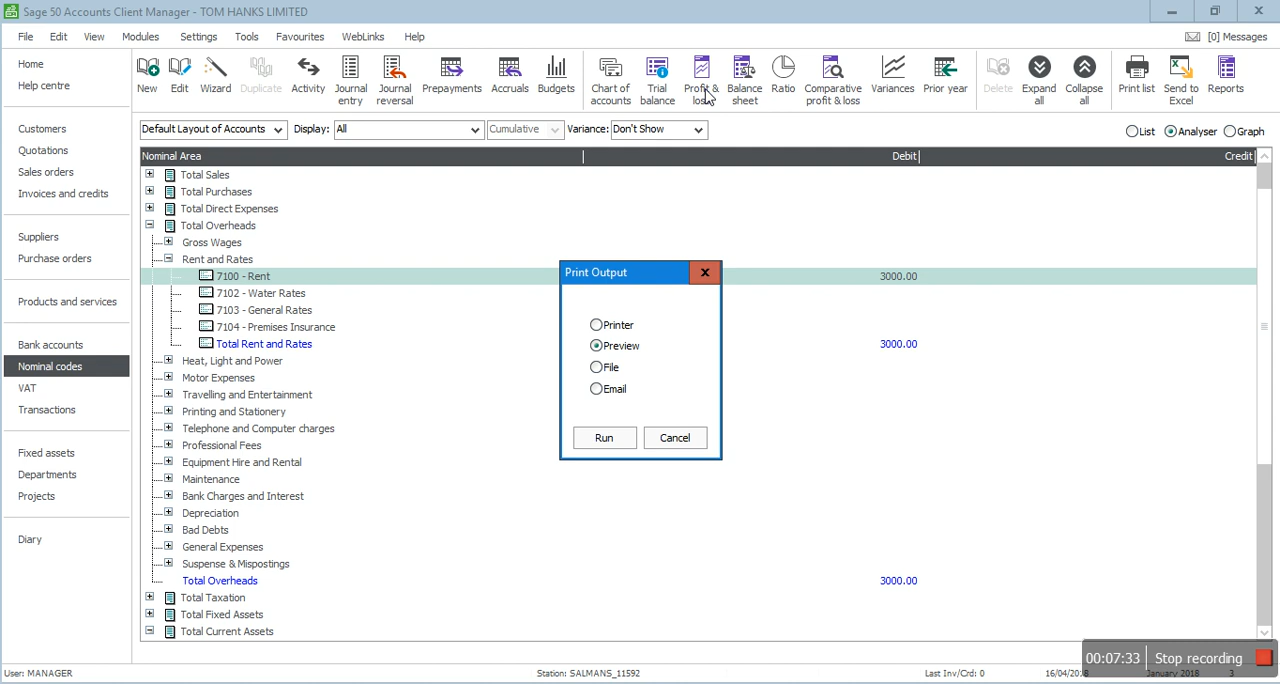 Sage 50 Accounts Client Manager - TOM HANKS LIMITED
File Edit View Modules Settings Tools Favourites WebLinks Help [0] Messages
Home
Help centre
Customers
Quotations
Sales orders
Invoices and credits
Suppliers
Purchase orders
Products and services
Bank accounts
Nominal codes
VAT
Transactions
Fixed assets
Departments
Projects
Diary
New Edit Wizard Duplicate Activity Journal entry Journal reversal Prepayments Accruals Budgets Chart of accounts Trial balance Profit & loss Balance sheet Ratio Comparative profit & loss Variances Prior year Delete Expand all Collapse all Print list Send to Excel Reports
Default Layout of Accounts Display: All Cumulative Variance: Don't Show List Analyser Graph
Nominal Area Debit Credit
Total Sales
Total Purchases
Total Direct Expenses
Total Overheads
Gross Wages
Rent and Rates
7100 - Rent 3000.00
7102 - Water Rates
7103 - General Rates
7104 - Premises Insurance
Total Rent and Rates 3000.00
Heat, Light and Power
Motor Expenses
Travelling and Entertainment
Printing and Stationery
Telephone and Computer charges
Professional Fees
Equipment Hire and Rental
Maintenance
Bank Charges and Interest
Depreciation
Bad Debts
General Expenses
Suspense & Mispostings
Total Overheads 3000.00
Total Taxation
Total Fixed Assets
Total Current Assets
Print Output
Printer
Preview
File
Email
Run Cancel
00:07:33 Stop recording
User: MANAGER Station: SALMANS_11592 Last Inv/Crd: 0 January 2018 3